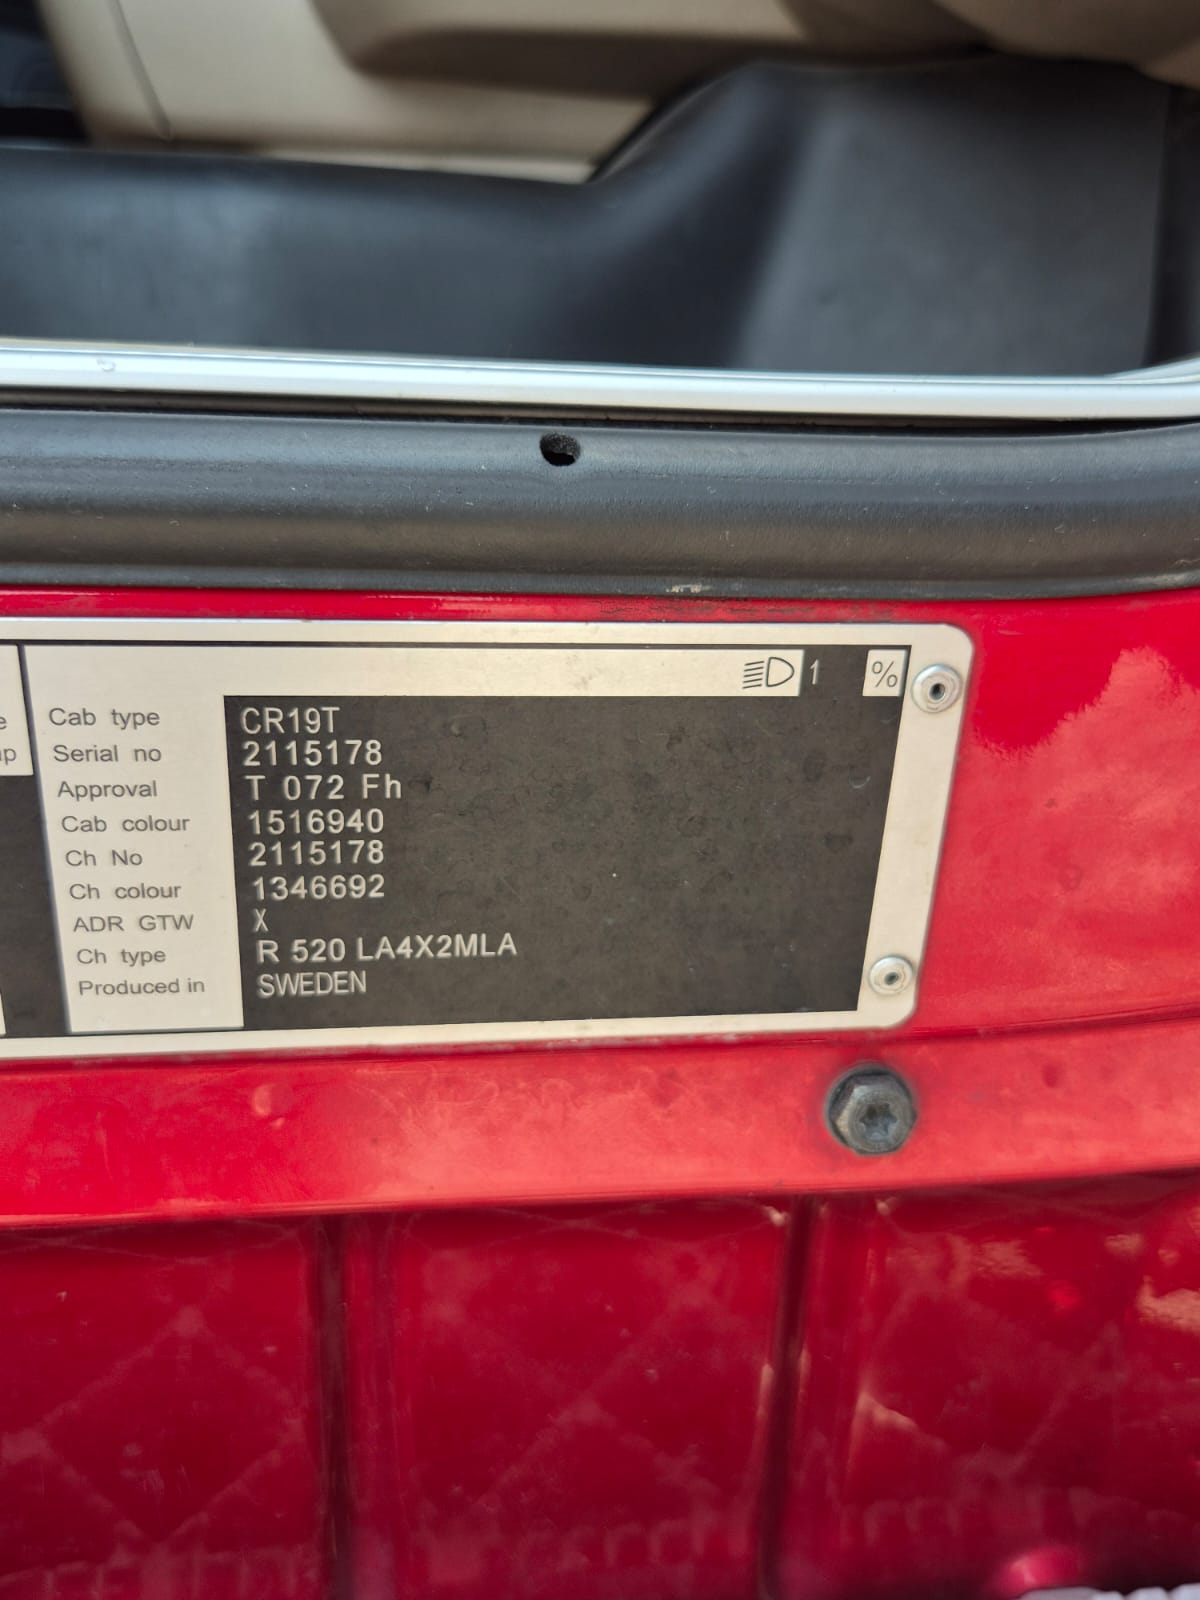 1 %
Cab type CR19T
Serial no 2115178
Approval T 072 Fh
Cab colour 1516940
Ch No 2115178
Ch colour 1346692
ADR GTW X
Ch type R 520 LA4X2MLA
Produced in SWEDEN